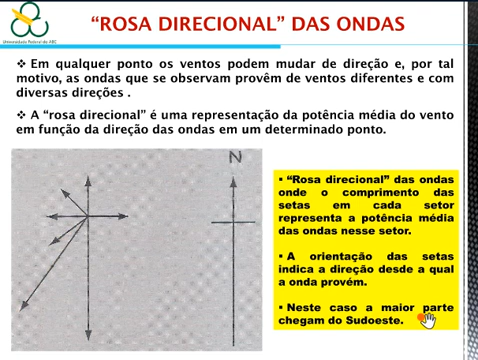 Universidade Federal do ABC
“ROSA DIRECIONAL” DAS ONDAS
❖ Em qualquer ponto os ventos podem mudar de direção e, por tal
motivo, as ondas que se observam provêm de ventos diferentes e com
diversas direções .
❖ A “rosa direcional” é uma representação da potência média do vento
em função da direção das ondas em um determinado ponto.
N
▪ “Rosa direcional” das ondas
onde o comprimento das
setas em cada setor
representa a potência média
das ondas nesse setor.
▪ A orientação das setas
indica a direção desde a qual
a onda provém.
▪ Neste caso a maior parte
chegam do Sudoeste.